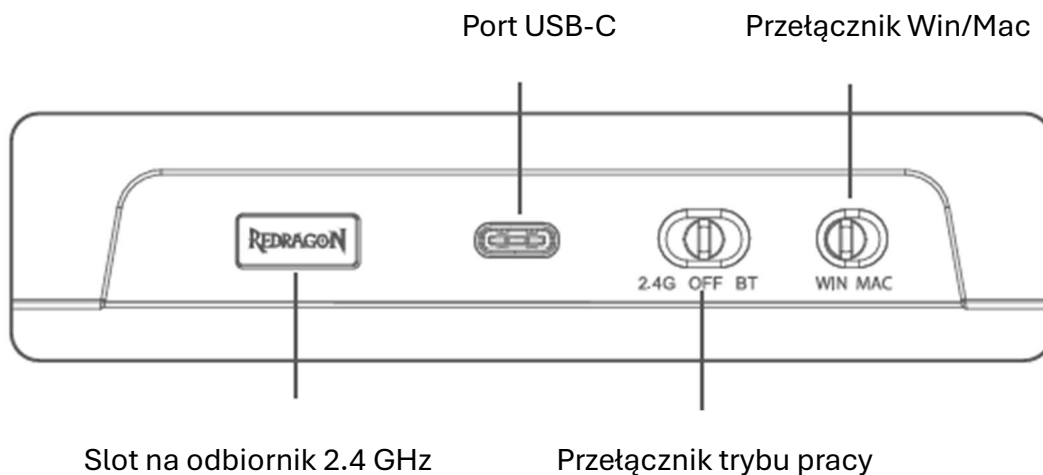 Port USB-C
Przełącznik Win/Mac
REDRAGON
2.4G OFF BT
WIN MAC
Slot na odbiornik 2.4 GHz
Przełącznik trybu pracy